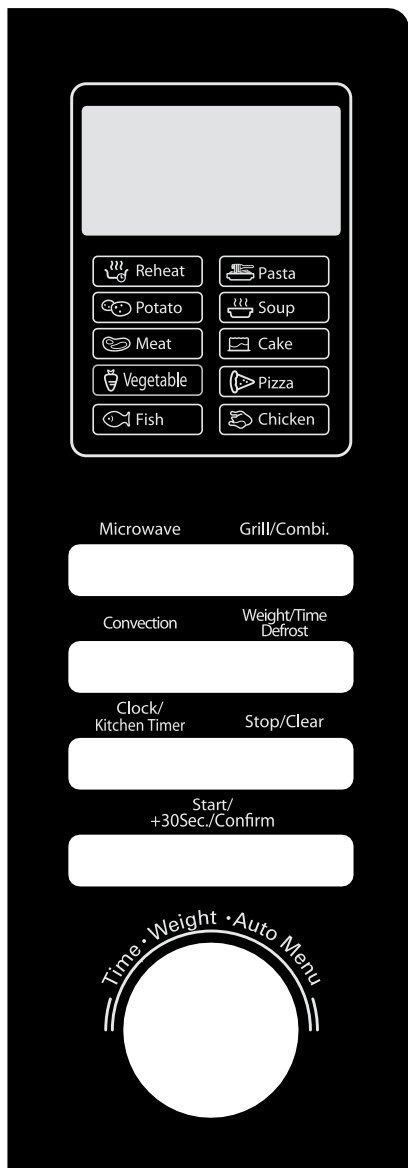 Reheat Pasta
Potato Soup
Meat Cake
Vegetable Pizza
Fish Chicken
Microwave Grill/Combi.
Convection Weight/Time
Defrost
Clock/
Kitchen Timer Stop/Clear
Start/
+30Sec./Confirm
Time · Weight · Auto Menu